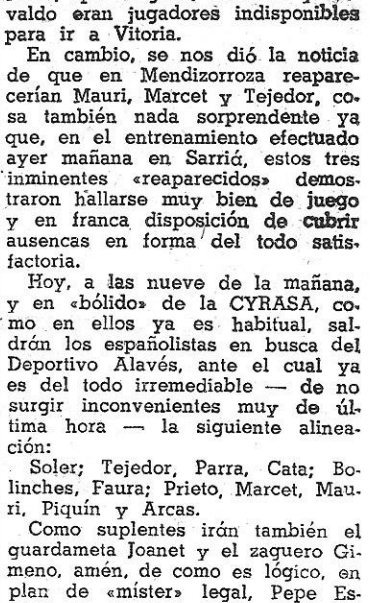 valdo eran jugadores indisponibles
para ir a Vitoria.
En cambio, se nos dió la noticia
de que en Mendizorroza reapare-
cerían Mauri, Marcet y Tejedor, co-
sa también nada sorprendente ya
que, en el entrenamiento efectuado
ayer mañana en Sarriá, estos tres
inminentes «reaparecidos» demos-
traron hallarse muy bien de juego
y en franca disposición de cubrir
ausencas en forma del todo satis-
factoria.
Hoy, a las nueve de la mañana,
y en «bólido» de la CYRASA, co-
mo en ellos ya es habitual, sal-
drán los españolistas en busca del
Deportivo Alavés, ante el cual ya
es del todo irremediable — de no
surgir inconvenientes muy de úl-
tima hora — la siguiente alinea-
ción:
Soler; Tejedor, Parra, Cata; Bo-
linches, Faura; Prieto, Marcet, Mau-
ri, Piquín y Arcas.
Como suplentes irán también el
guardameta Joanet y el zaguero Gi-
meno, amén, de como es lógico, en
plan de «míster» legal, Pepe Es-